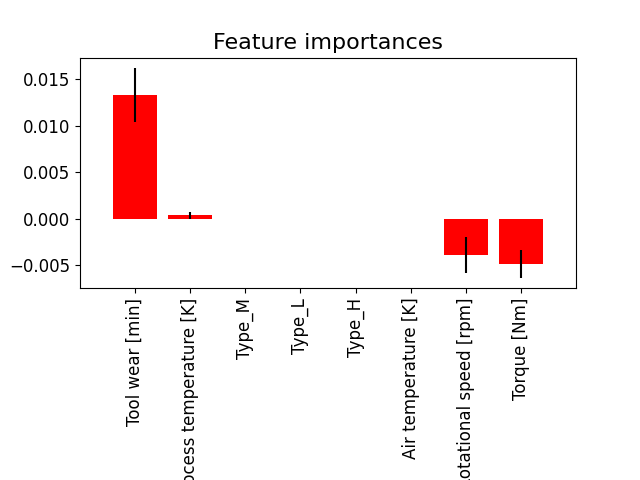 Feature importances
0.015
0.010
0.005
0.000
−0.005
Tool wear [min]
ocess temperature [K]
Type_M
Type_L
Type_H
Air temperature [K]
otational speed [rpm]
Torque [Nm]